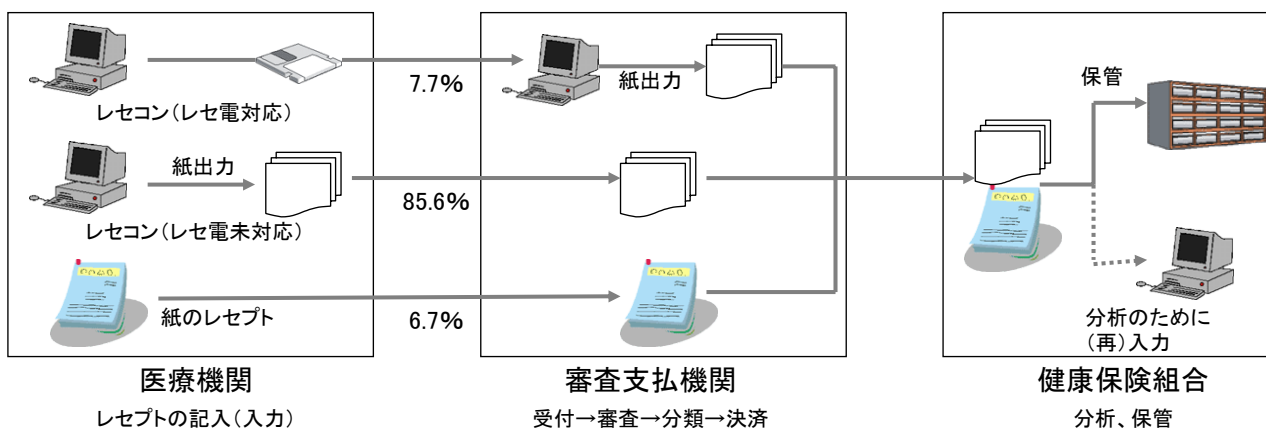 7.7%
紙出力
保管
レセコン(レセ電対応)
紙出力
85.6%
レセコン(レセ電未対応)
紙のレセプト
6.7%
分析のために
(再)入力
医療機関
審査支払機関
健康保険組合
レセプトの記入(入力)
受付→審査→分類→決済
分析、保管